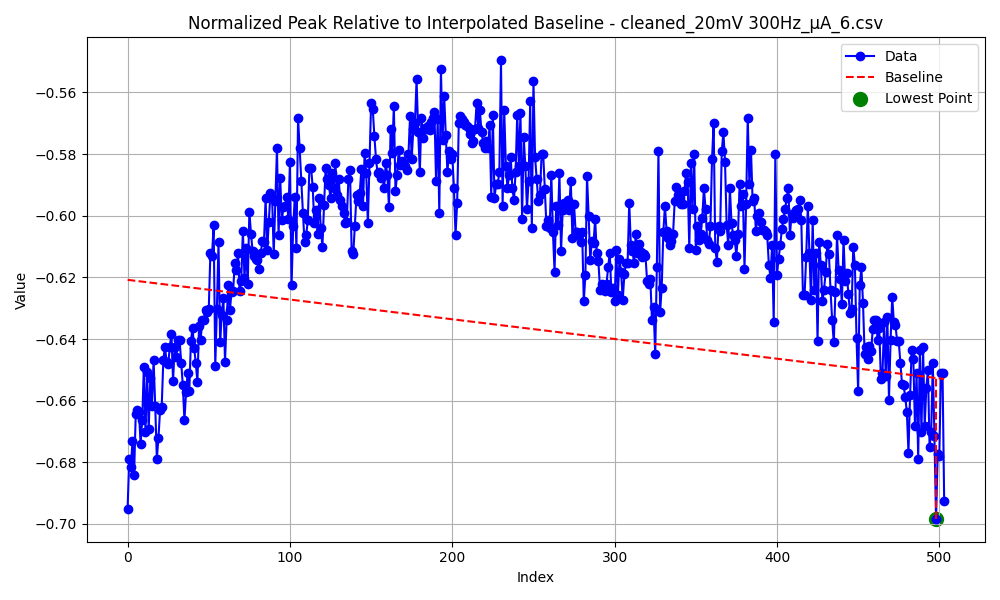 Normalized Peak Relative to Interpolated Baseline - cleaned_20mV 300Hz_µA_6.csv
Data
Baseline
Lowest Point
Value
−0.56
−0.58
−0.60
−0.62
−0.64
−0.66
−0.68
−0.70
0 100 200 300 400 500
Index